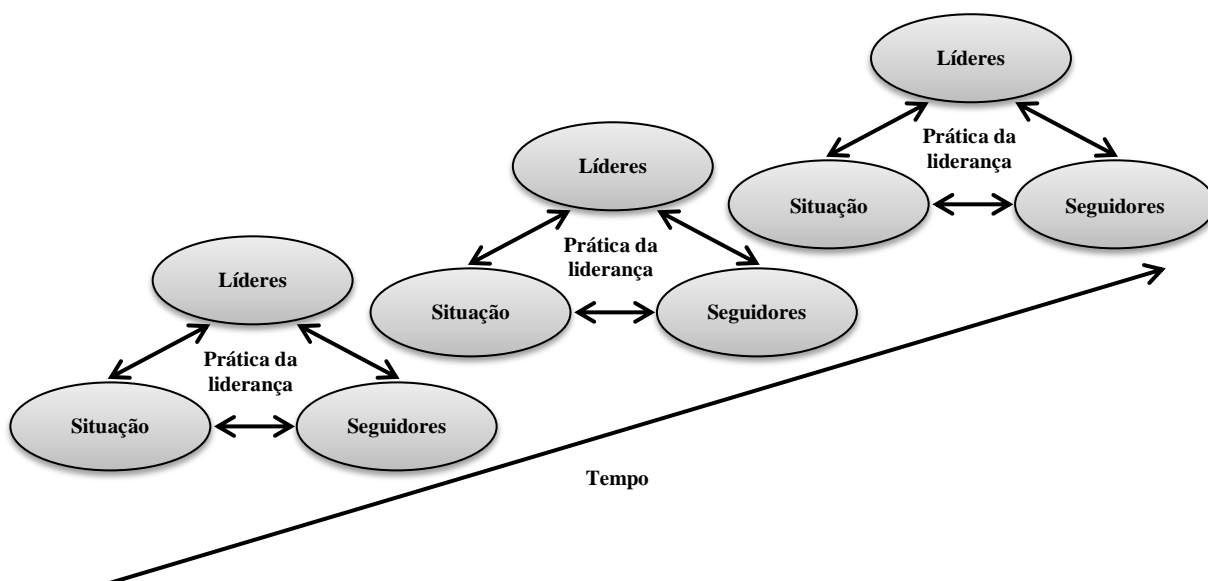 Líderes
Prática da
liderança
Situação
Seguidores
Líderes
Prática da
liderança
Situação
Seguidores
Líderes
Prática da
liderança
Situação
Seguidores
Tempo